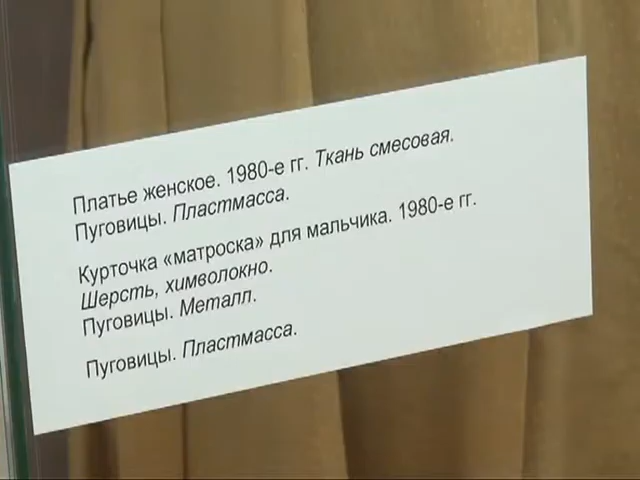 Платье женское. 1980-е гг. Ткань смесовая.
Пуговицы. Пластмасса.
Курточка «матроска» для мальчика. 1980-е гг.
Шерсть, химволокно.
Пуговицы. Металл.
Пуговицы. Пластмасса.